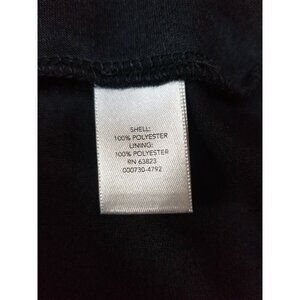 SHELL:
100% POLYESTER
LINING:
100% POLYESTER
RN 63823
000730-4792